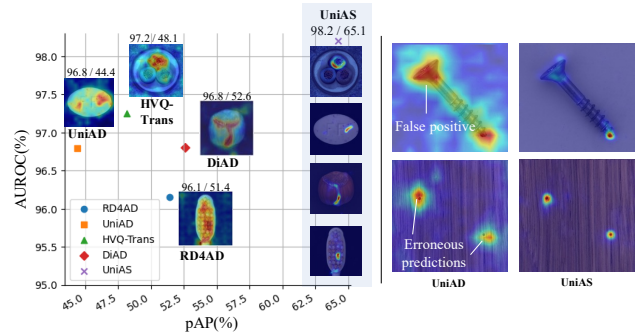 UniAS
98.2 / 65.1
97.2 / 48.1
HVQ-
Trans
96.8 / 44.4
UniAD
96.8 / 52.6
DiAD
96.1 / 51.4
RD4AD
AUROC(%)
98.0
97.5
97.0
96.5
96.0
95.5
95.0
RD4AD
UniAD
HVQ-Trans
DiAD
UniAS
45.0 47.5 50.0 52.5 55.0 57.5 60.0 62.5 65.0
pAP(%)
False positive
Erroneous
predictions
UniAD UniAS